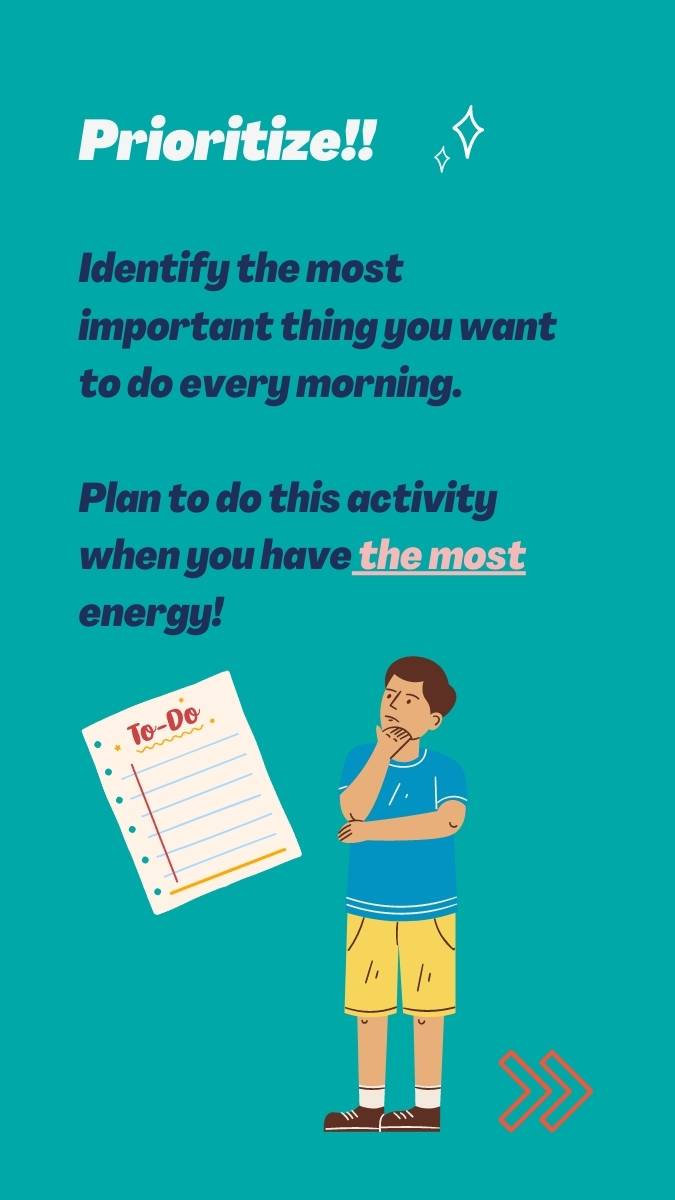 Prioritize!!
Identify the most
important thing you want
to do every morning.
Plan to do this activity
when you have the most
energy!
To-Do